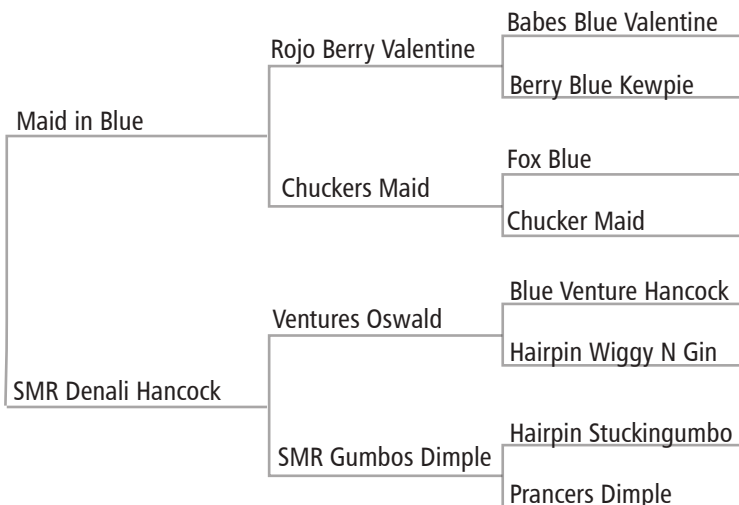 Babes Blue Valentine
Rojo Berry Valentine
Berry Blue Kewpie
Maid in Blue
Fox Blue
Chuckers Maid
Chucker Maid
Blue Venture Hancock
Ventures Oswald
Hairpin Wiggy N Gin
SMR Denali Hancock
Hairpin Stuckingumbo
SMR Gumbos Dimple
Prancers Dimple